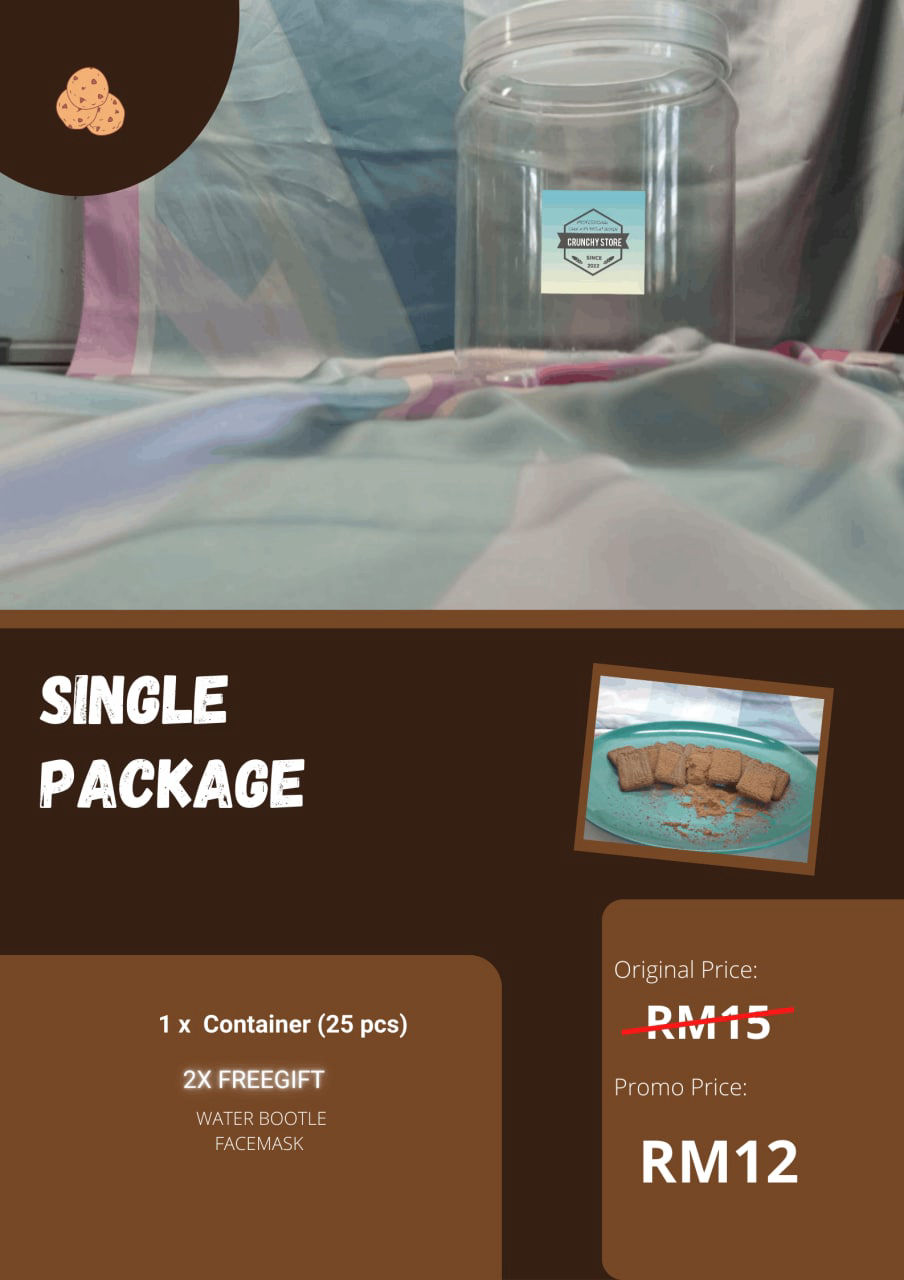 PROFESSIONAL
CRUNCHY STORE
SINCE
2022
SINGLE
PACKAGE
1 x Container (25 pcs)
2X FREEGIFT
WATER BOOTLE
FACEMASK
Original Price:
RM15
Promo Price:
RM12